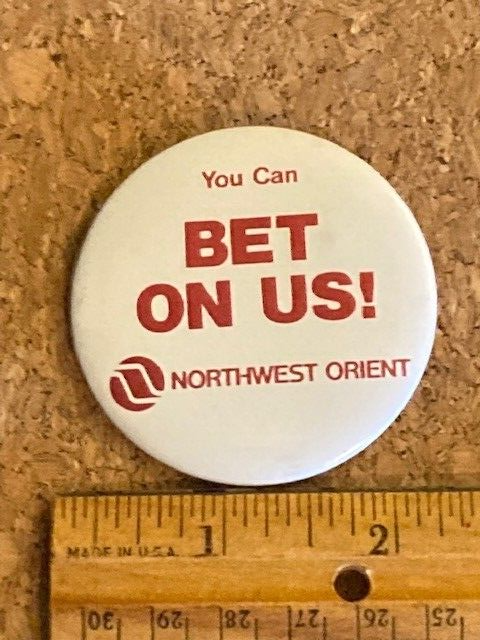 You Can
BET
ON US!
NORTHWEST ORIENT
1 2
MADE IN U.S.A.
30 29 28 27 26 25